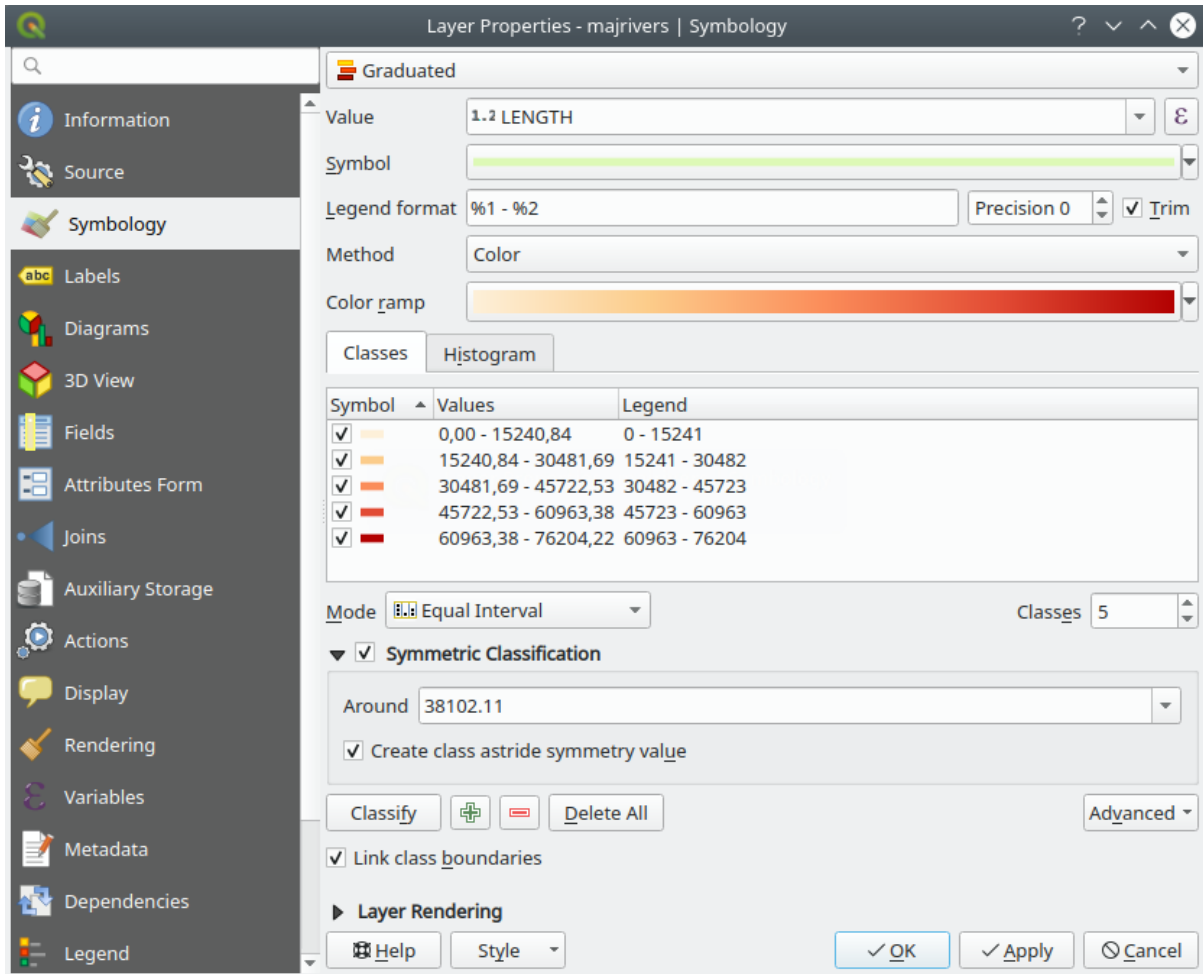 Layer Properties - majrivers | Symbology
Information
Source
Symbology
Labels
Diagrams
3D View
Fields
Attributes Form
Joins
Auxiliary Storage
Actions
Display
Rendering
Variables
Metadata
Dependencies
Legend
Graduated
Value 1.2 LENGTH ε
Symbol
Legend format %1 - %2 Precision 0 Trim
Method Color
Color ramp
Classes Histogram
Symbol Values Legend
0,00 - 15240,84 0 - 15241
15240,84 - 30481,69 15241 - 30482
30481,69 - 45722,53 30482 - 45723
45722,53 - 60963,38 45723 - 60963
60963,38 - 76204,22 60963 - 76204
Mode Equal Interval Classes 5
Symmetric Classification
Around 38102.11
Create class astride symmetry value
Classify Delete All Advanced
Link class boundaries
Layer Rendering
Help Style OK Apply Cancel